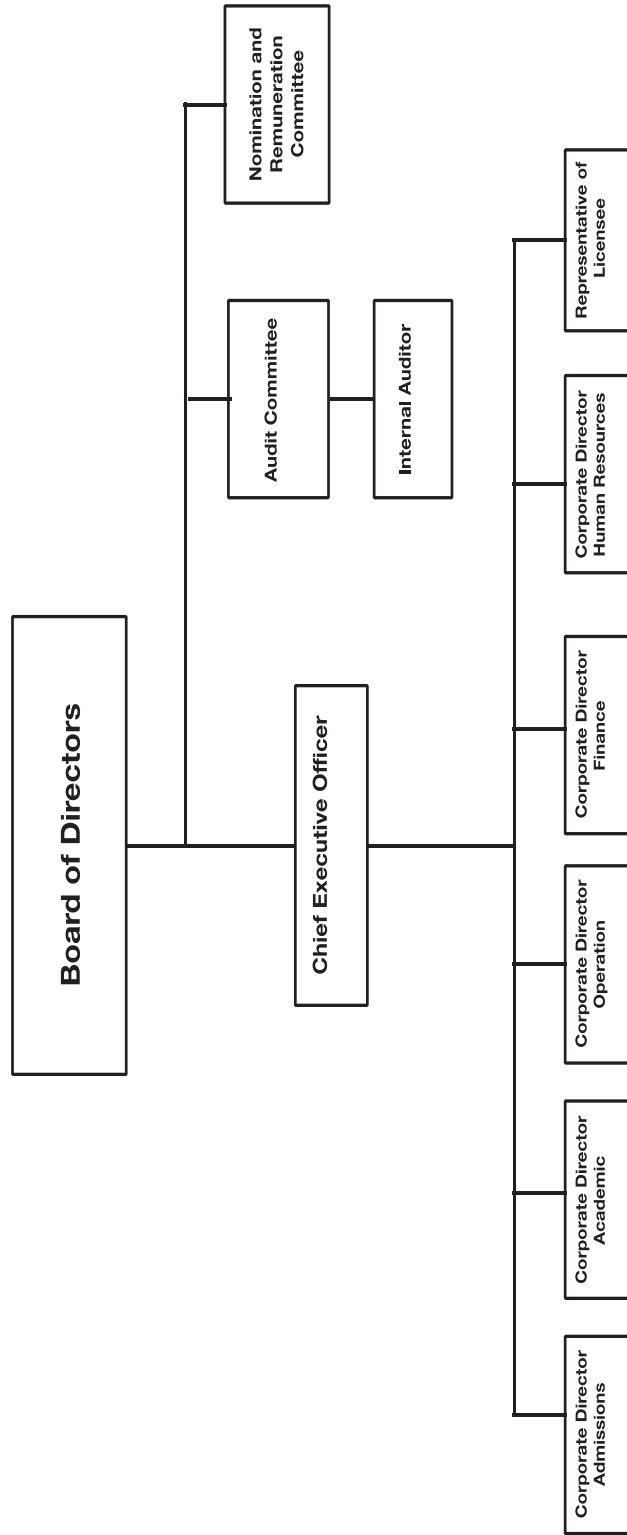 Board of Directors
Nomination and
Remuneration
Committee
Audit Committee
Internal Auditor
Chief Executive Officer
Corporate Director
Admissions
Corporate Director
Academic
Corporate Director
Operation
Corporate Director
Finance
Corporate Director
Human Resources
Representative of
Licensee